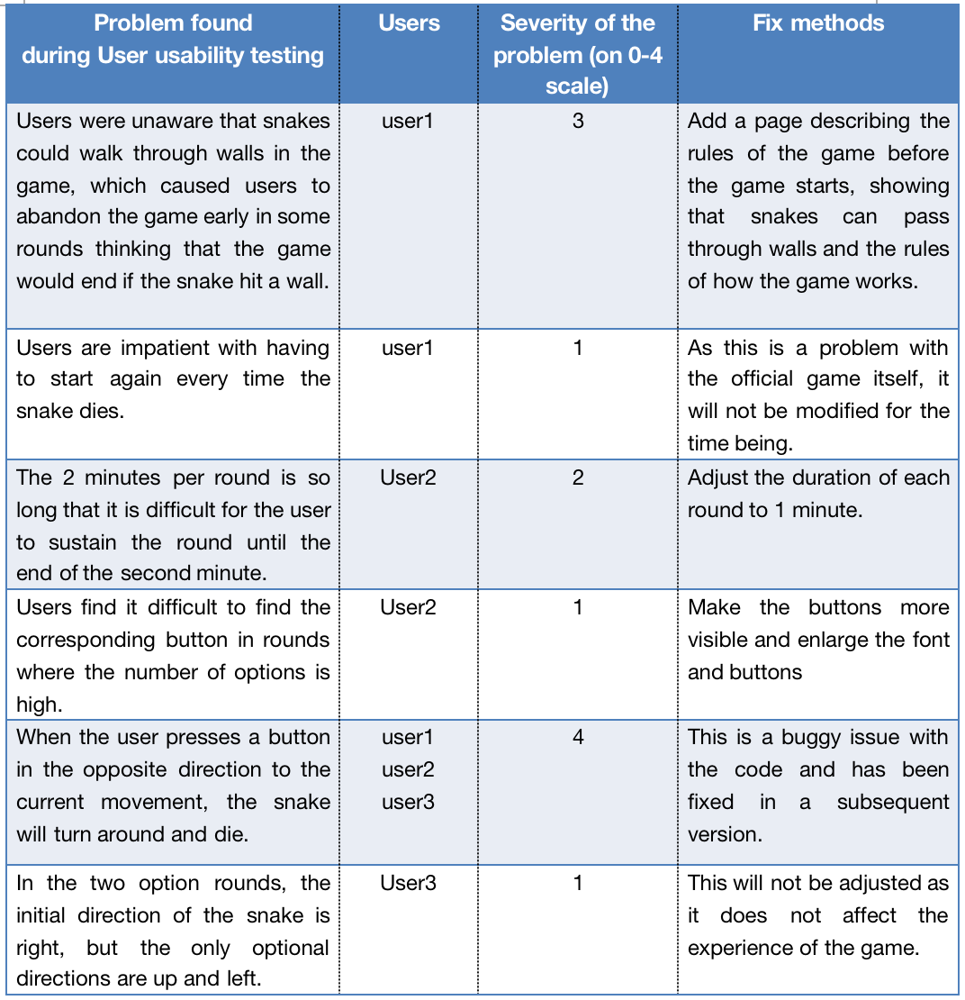 Problem found
during User usability testing
Users
Severity of the
problem (on 0-4
scale)
Fix methods
Users were unaware that snakes
could walk through walls in the
game, which caused users to
abandon the game early in some
rounds thinking that the game
would end if the snake hit a wall.
user1
3
Add a page describing the
rules of the game before
the game starts, showing
that snakes can pass
through walls and the rules
of how the game works.
Users are impatient with having
to start again every time the
snake dies.
user1
1
As this is a problem with
the official game itself, it
will not be modified for the
time being.
The 2 minutes per round is so
long that it is difficult for the user
to sustain the round until the
end of the second minute.
User2
2
Adjust the duration of each
round to 1 minute.
Users find it difficult to find the
corresponding button in rounds
where the number of options is
high.
User2
1
Make the buttons more
visible and enlarge the font
and buttons
When the user presses a button
in the opposite direction to the
current movement, the snake
will turn around and die.
user1
user2
user3
4
This is a buggy issue with
the code and has been
fixed in a subsequent
version.
In the two option rounds, the
initial direction of the snake is
right, but the only optional
directions are up and left.
User3
1
This will not be adjusted as
it does not affect the
experience of the game.